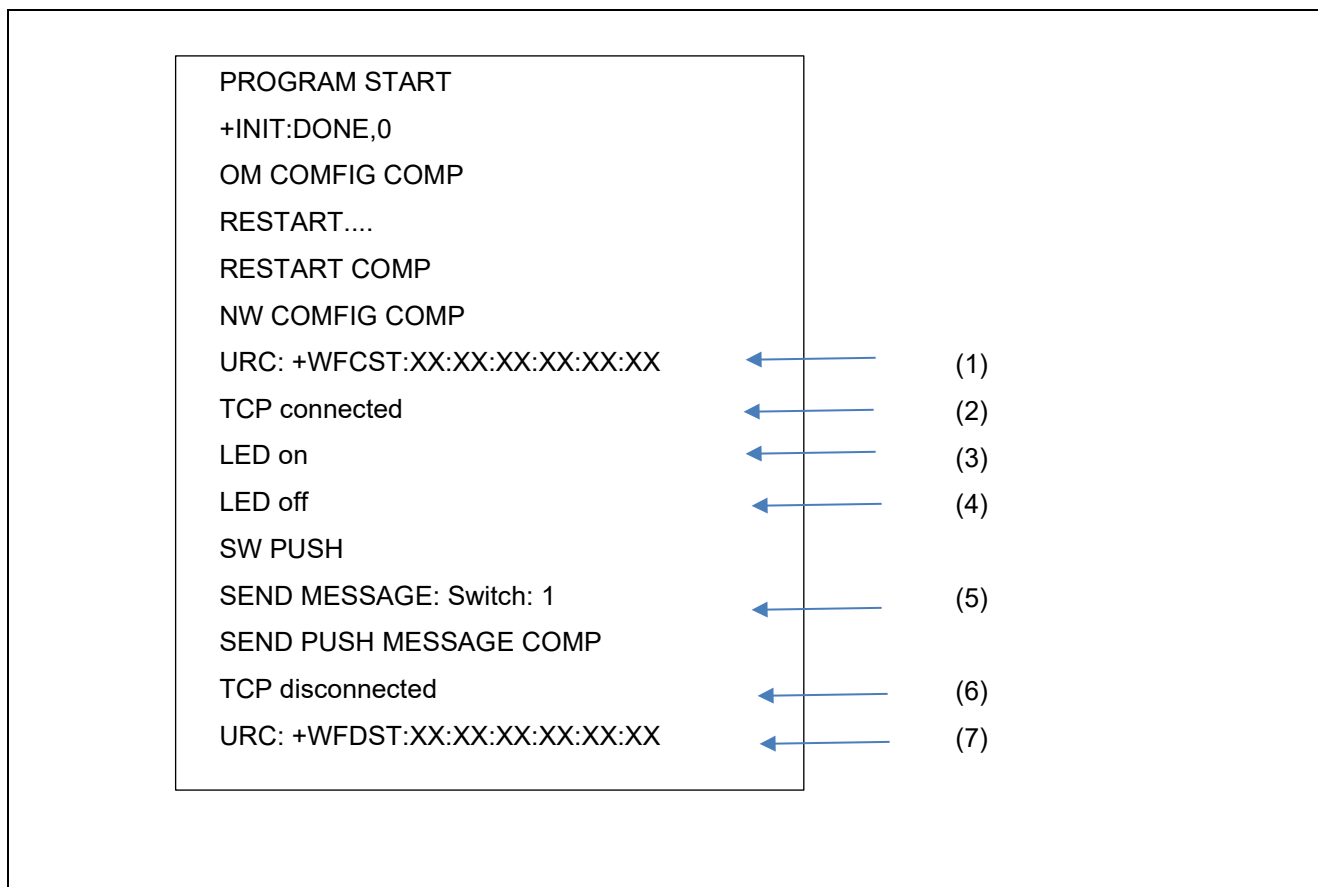 PROGRAM START
+INIT:DONE,0
OM COMFIG COMP
RESTART....
RESTART COMP
NW COMFIG COMP
URC: +WFCST:XX:XX:XX:XX:XX:XX (1)
TCP connected (2)
LED on (3)
LED off (4)
SW PUSH
SEND MESSAGE: Switch: 1 (5)
SEND PUSH MESSAGE COMP
TCP disconnected (6)
URC: +WFDST:XX:XX:XX:XX:XX:XX (7)